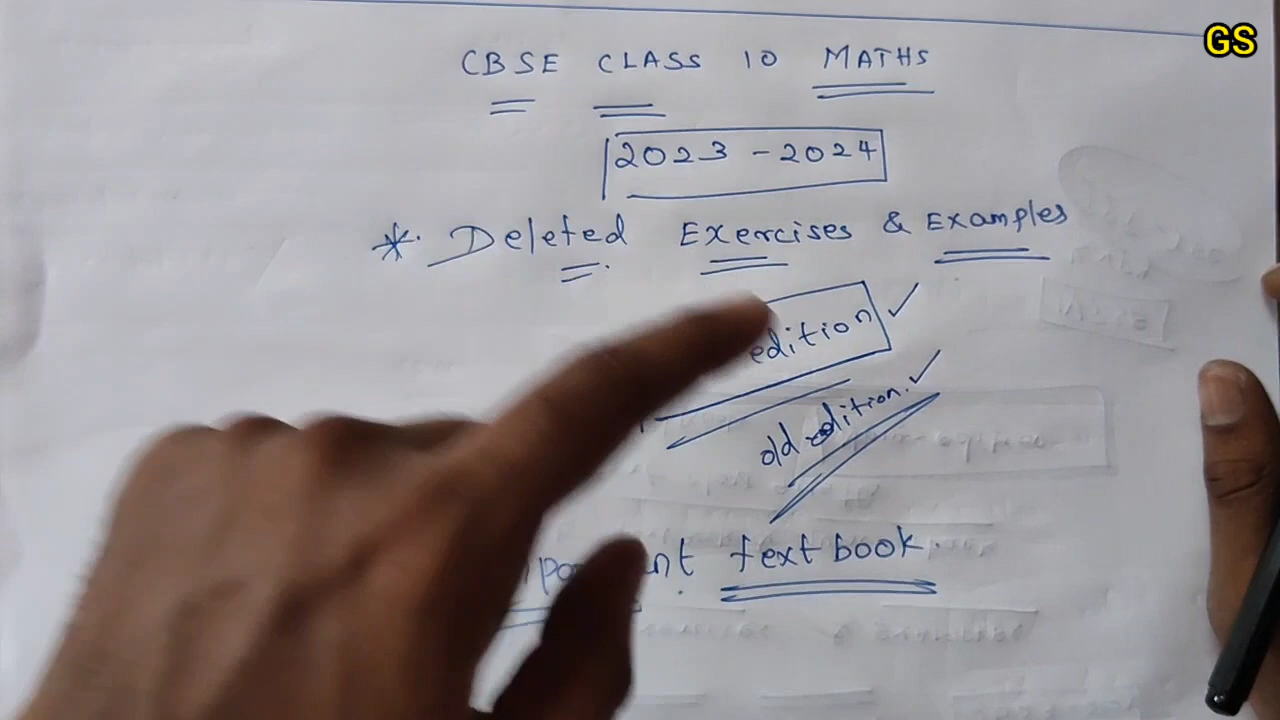 GS
CBSE CLASS 10 MATHS
2023 - 2024
*. Deleted Exercises & Examples
edition
old edition.
text book.